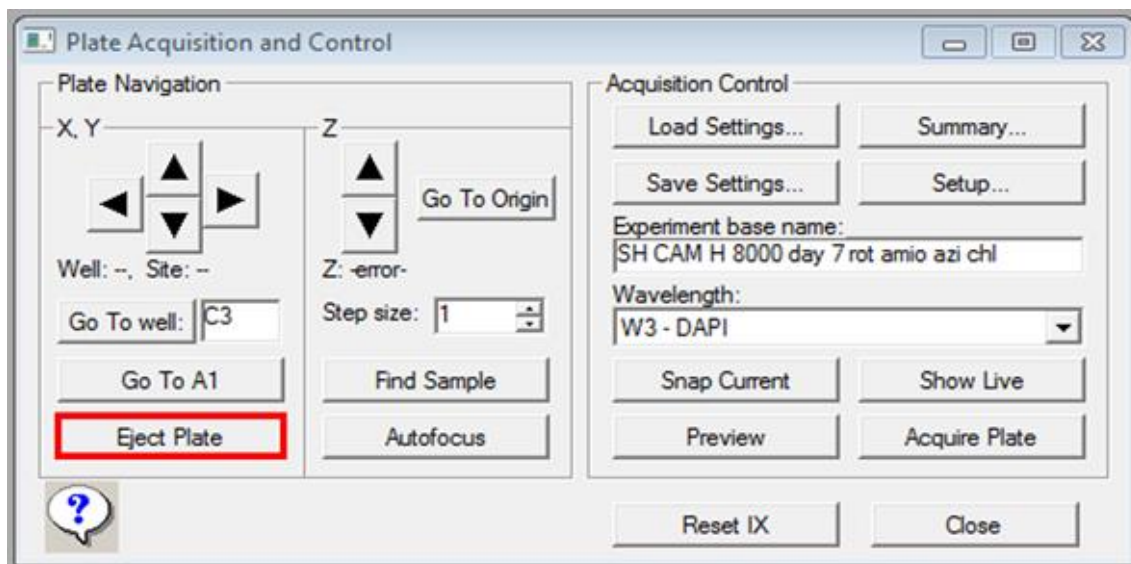 Plate Acquisition and Control
Plate Navigation
X, Y
Z
Go To Origin
Well: --, Site: --
Z: -error-
Go To well: C3
Step size: 1
Go To A1
Find Sample
Eject Plate
Autofocus
Acquisition Control
Load Settings...
Summary...
Save Settings...
Setup...
Experiment base name:
SH CAM H 8000 day 7 rot amio azi chl
Wavelength:
W3 - DAPI
Snap Current
Show Live
Preview
Acquire Plate
?
Reset IX
Close